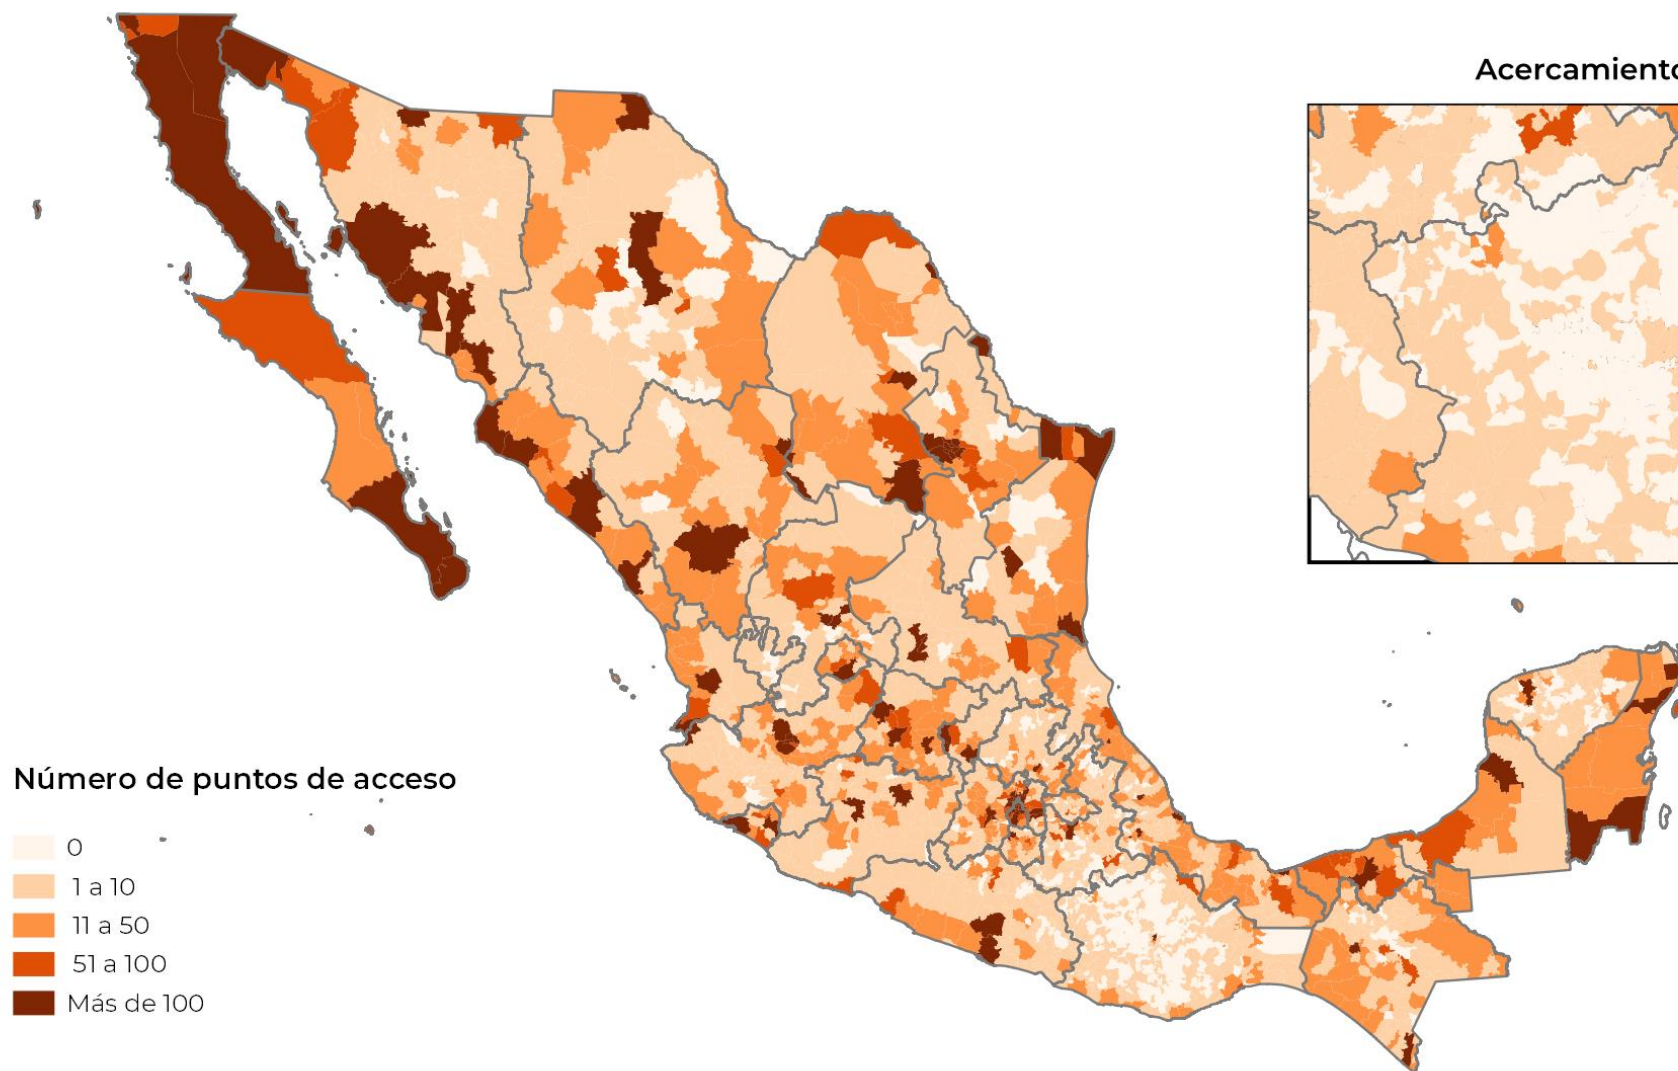 Acercamiento
Número de puntos de acceso
0
1 a 10
11 a 50
51 a 100
Más de 100